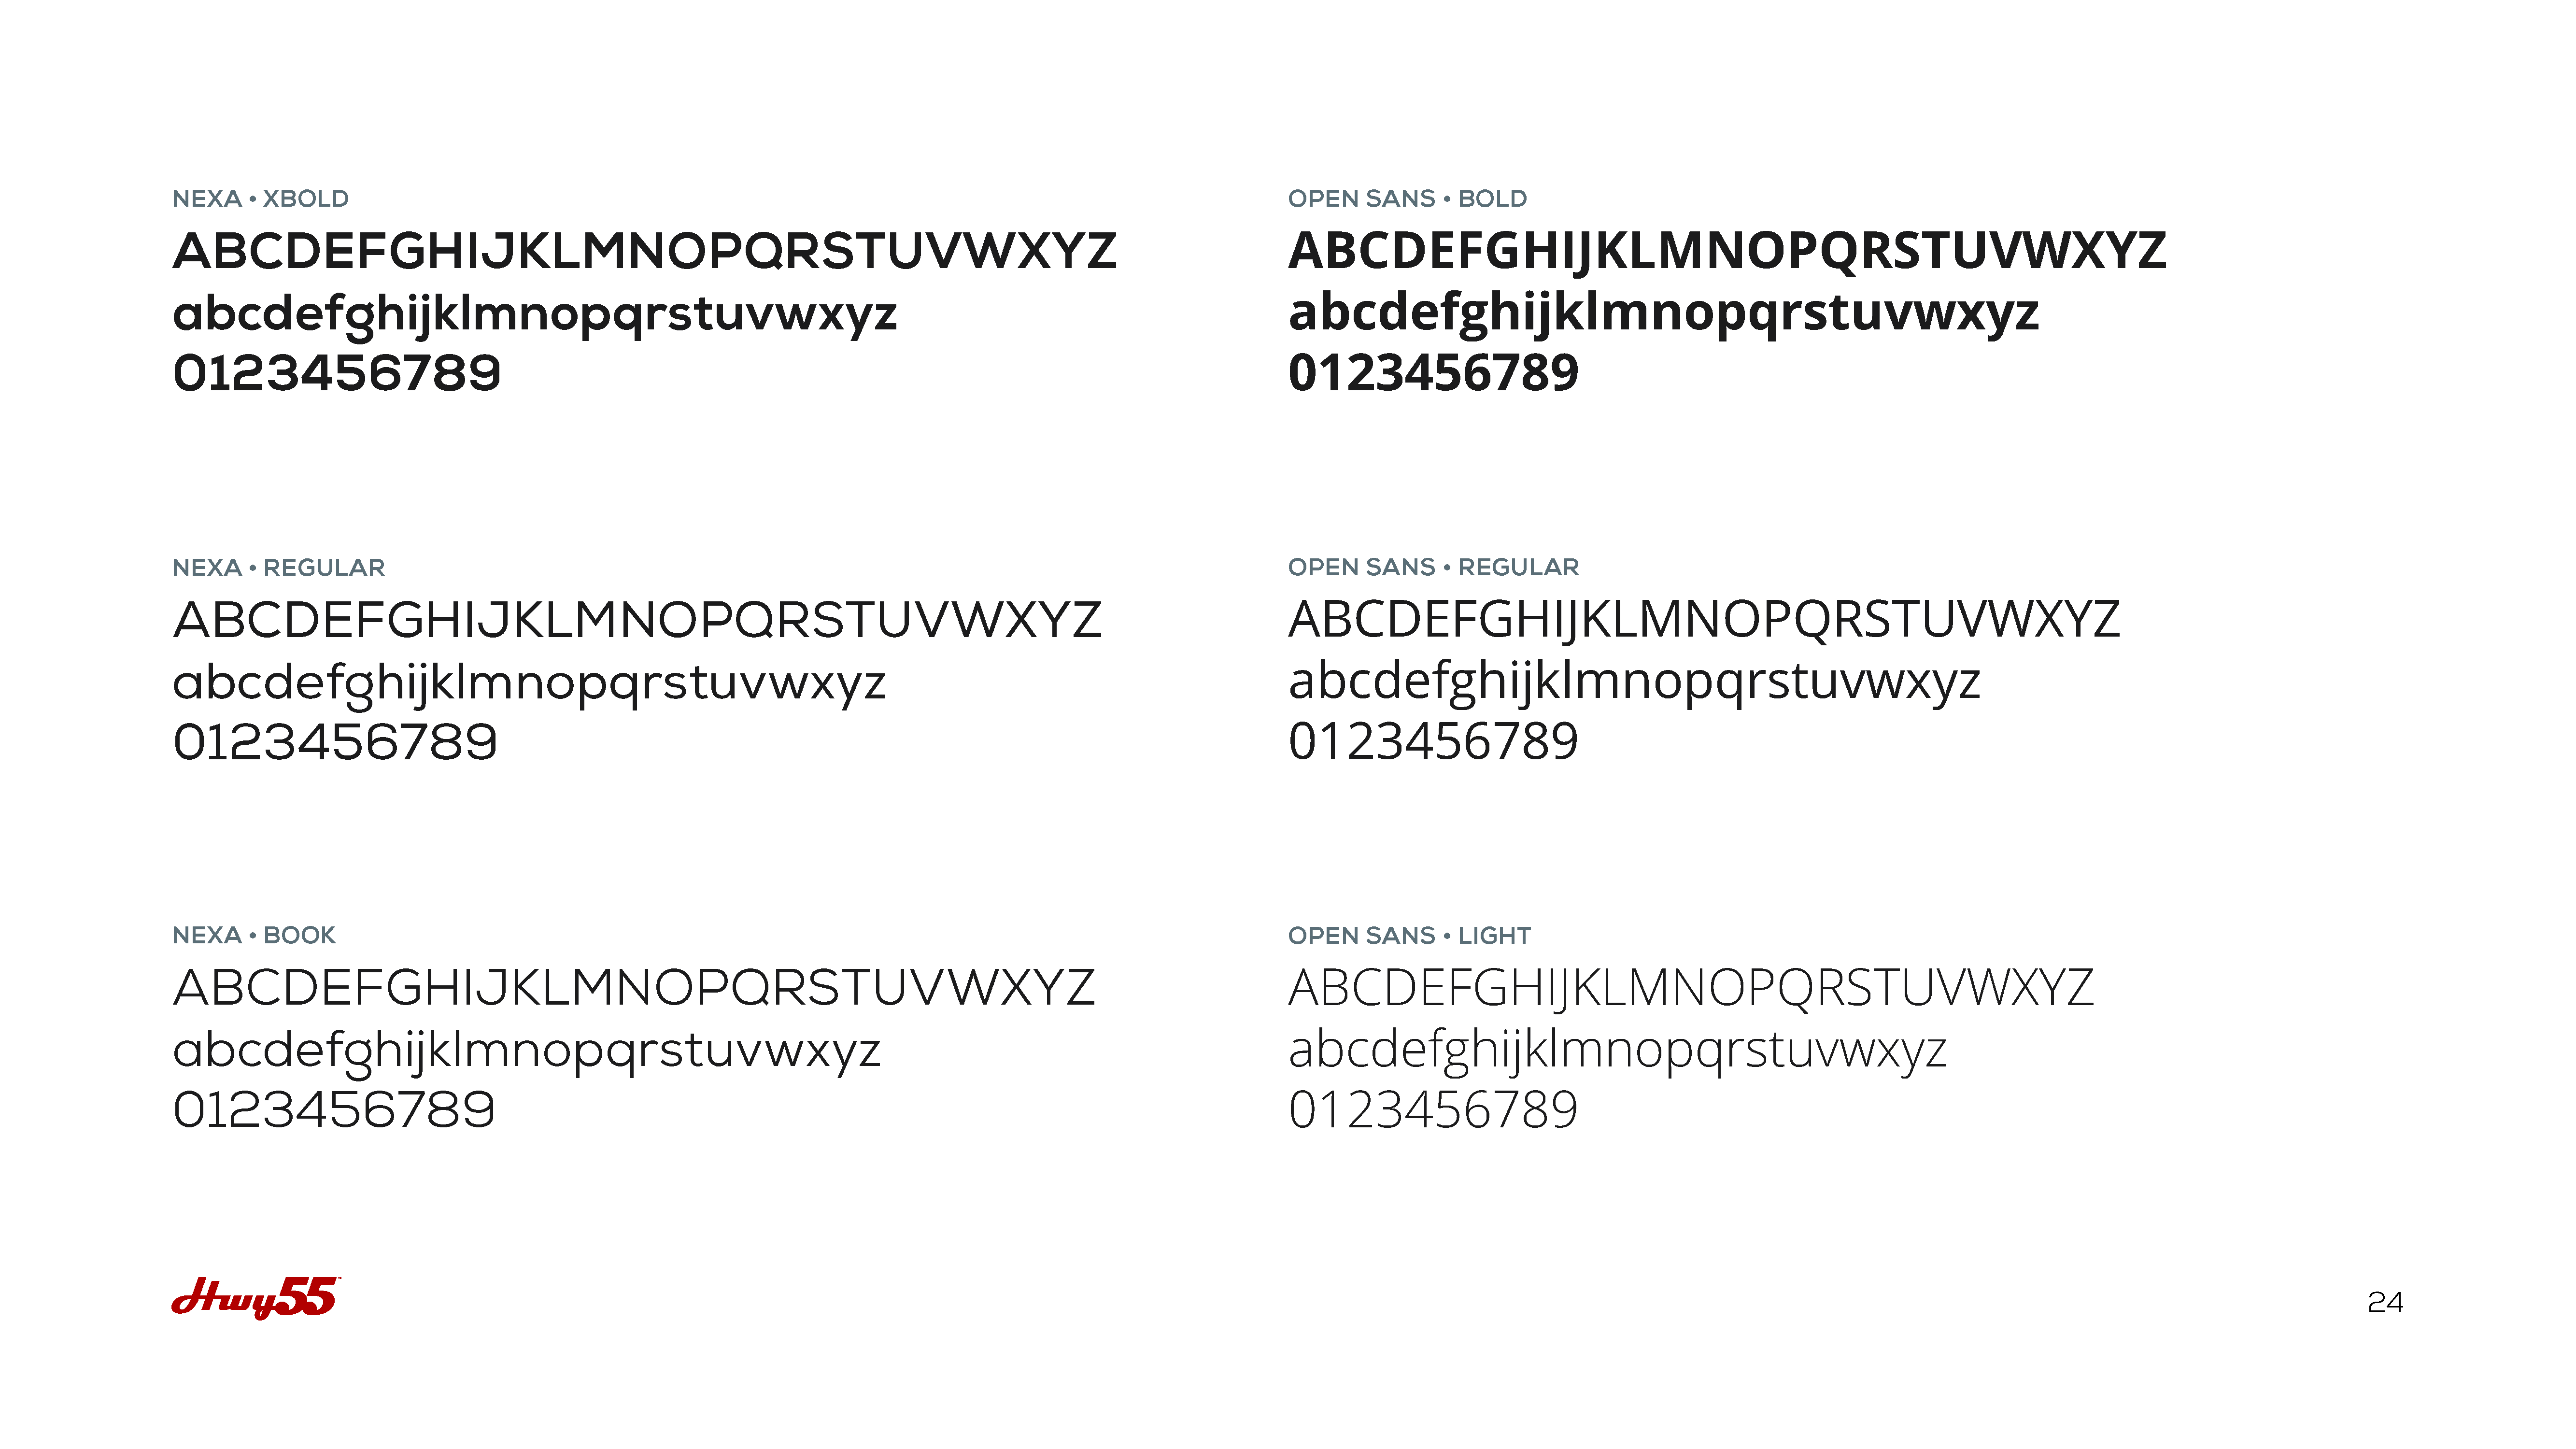 NEXA • XBOLD
ABCDEFGHIJKLMNOPQRSTUVWXYZ
abcdefghijklmnopqrstuvwxyz
0123456789
OPEN SANS • BOLD
ABCDEFGHIJKLMNOPQRSTUVWXYZ
abcdefghijklmnopqrstuvwxyz
0123456789
NEXA • REGULAR
ABCDEFGHIJKLMNOPQRSTUVWXYZ
abcdefghijklmnopqrstuvwxyz
0123456789
OPEN SANS • REGULAR
ABCDEFGHIJKLMNOPQRSTUVWXYZ
abcdefghijklmnopqrstuvwxyz
0123456789
NEXA • BOOK
ABCDEFGHIJKLMNOPQRSTUVWXYZ
abcdefghijklmnopqrstuvwxyz
0123456789
OPEN SANS • LIGHT
ABCDEFGHIJKLMNOPQRSTUVWXYZ
abcdefghijklmnopqrstuvwxyz
0123456789
Hwy55™
24